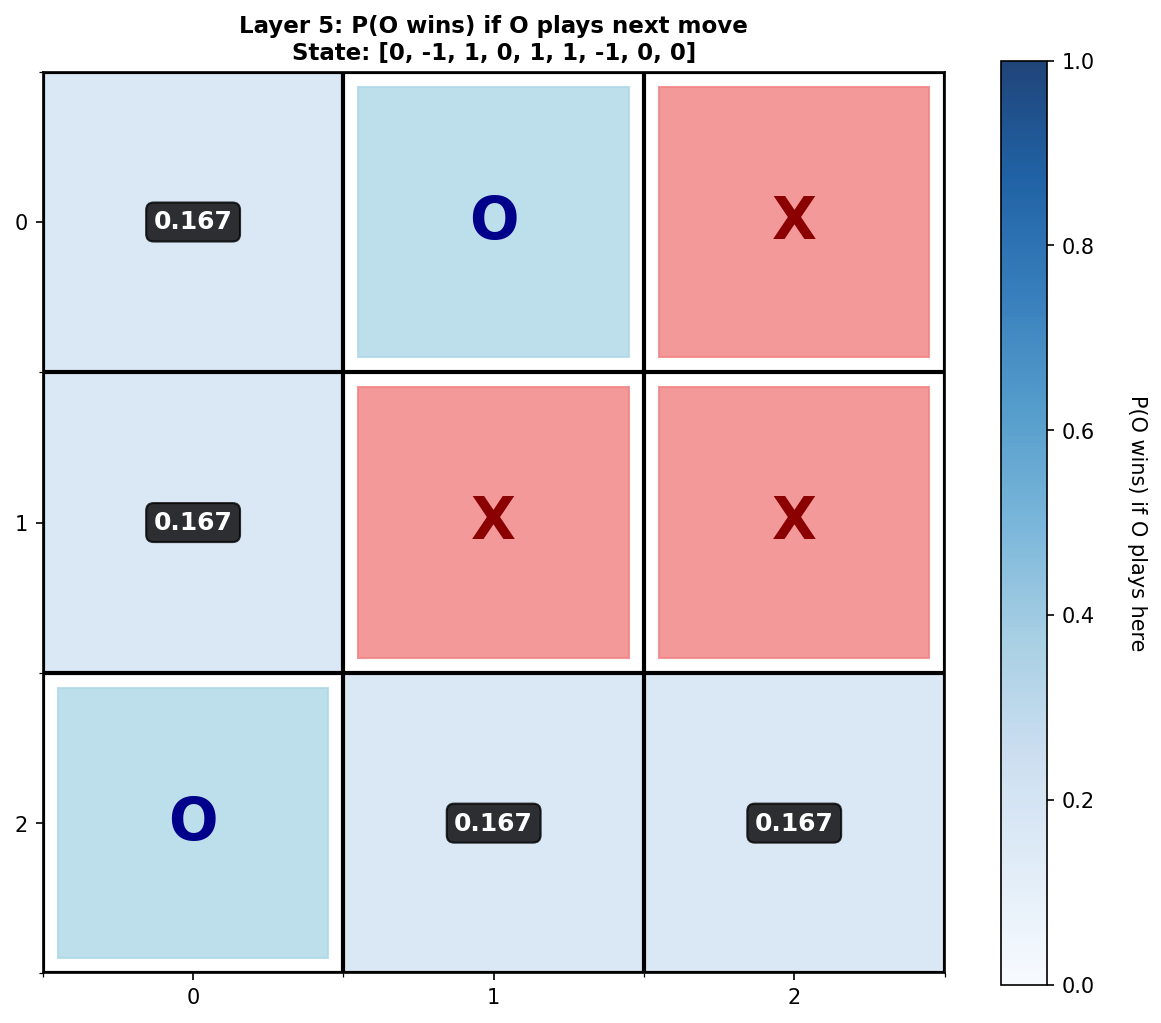 Layer 5: P(O wins) if O plays next move
State: [0, -1, 1, 0, 1, 1, -1, 0, 0]
0
0.167
O
X
1
0.167
X
X
2
O
0.167
0.167
0
1
2
1.0
0.8
0.6
0.4
0.2
0.0
P(O wins) if O plays here